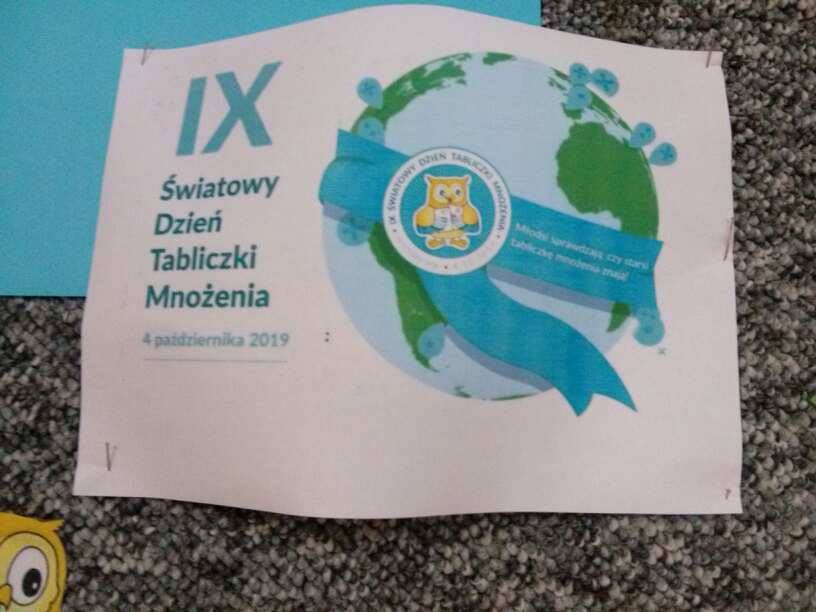 IX
Światowy
Dzień
Tabliczki
Mnożenia
4 października 2019
• IX ŚWIATOWY DZIEŃ TABLICZKI MNOŻENIA •
Młodsi sprawdzają, czy starsi
tabliczkę mnożenia znają!